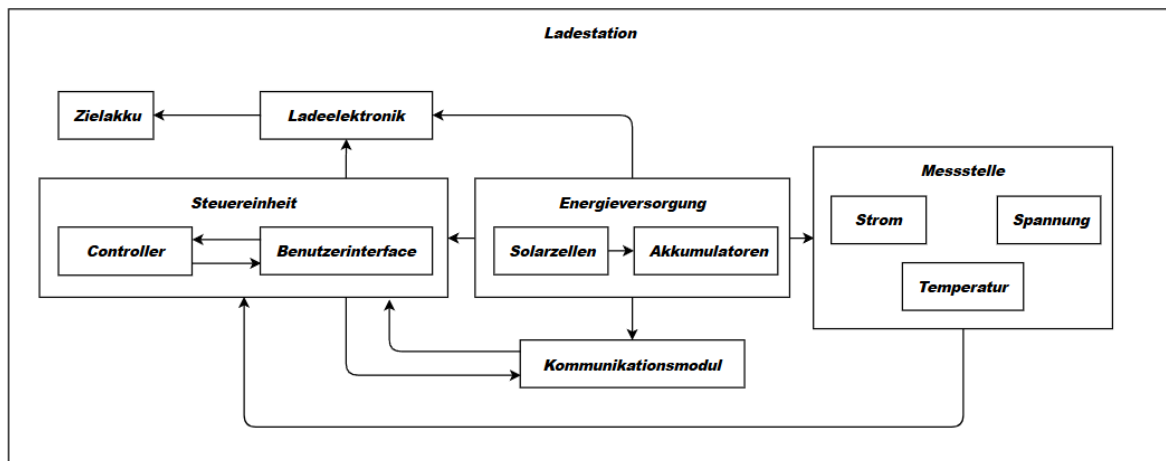 Ladestation
Zielakku
Ladeelektronik
Steuereinheit
Controller
Benutzerinterface
Energieversorgung
Solarzellen
Akkumulatoren
Messstelle
Strom
Spannung
Temperatur
Kommunikationsmodul